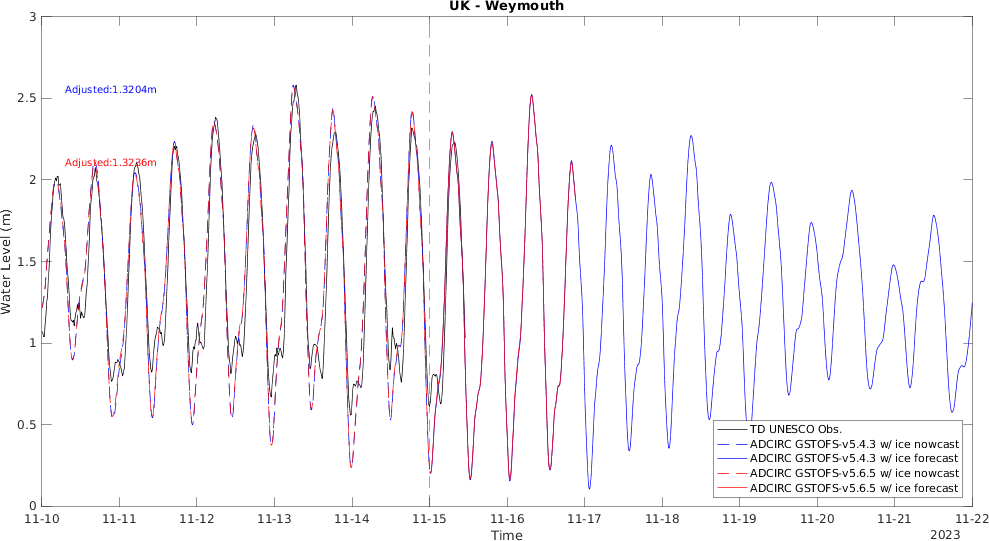 UK - Weymouth
3
2.5
2
1.5
1
0.5
0
Water Level (m)
Adjusted:1.3204m
Adjusted:1.3236m
TD UNESCO Obs.
ADCIRC GSTOFS-v5.4.3 w/ ice nowcast
ADCIRC GSTOFS-v5.4.3 w/ ice forecast
ADCIRC GSTOFS-v5.6.5 w/ ice nowcast
ADCIRC GSTOFS-v5.6.5 w/ ice forecast
11-10 11-11 11-12 11-13 11-14 11-15 11-16 11-17 11-18 11-19 11-20 11-21 11-22
Time
2023